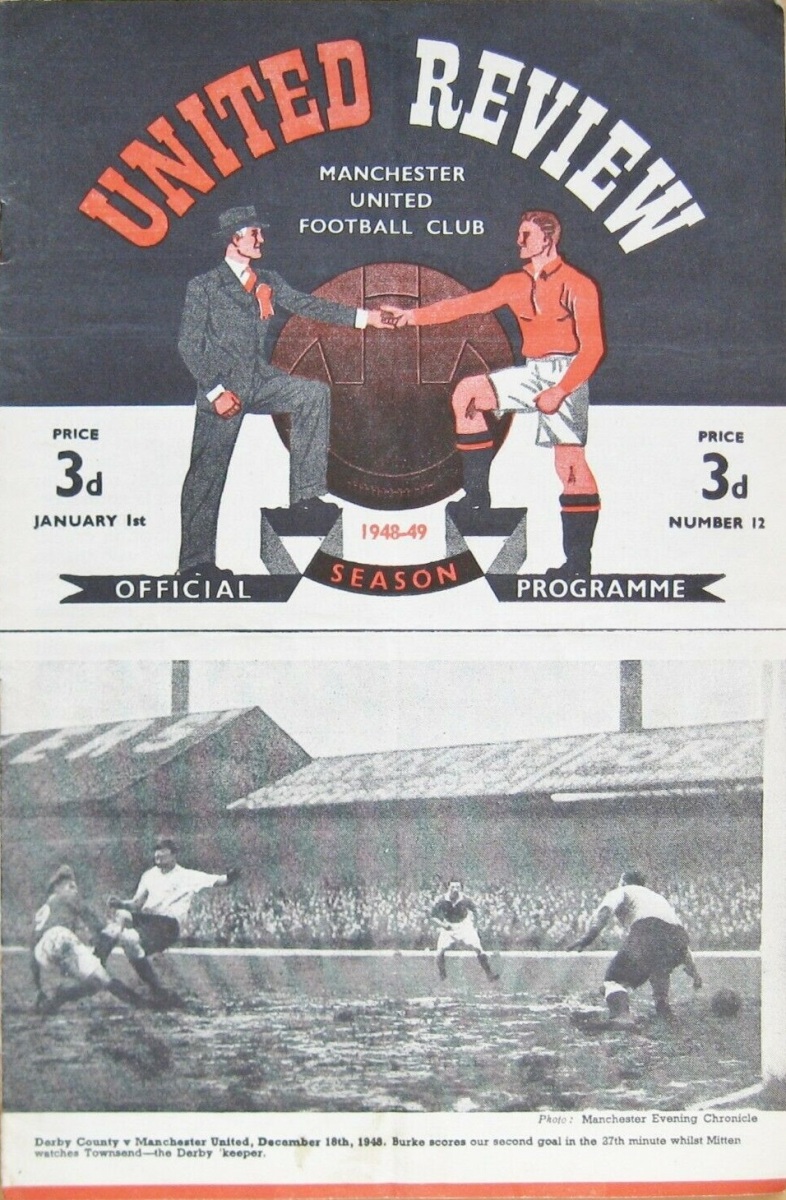 UNITED REVIEW
MANCHESTER
UNITED
FOOTBALL CLUB
PRICE
3d
JANUARY 1st
PRICE
3d
NUMBER 12
1948-49
SEASON
OFFICIAL
PROGRAMME
Photo: Manchester Evening Chronicle
Derby County v Manchester United, December 18th, 1948. Burke scores our second goal in the 27th minute whilst Mitten
watches Townsend—the Derby 'keeper.